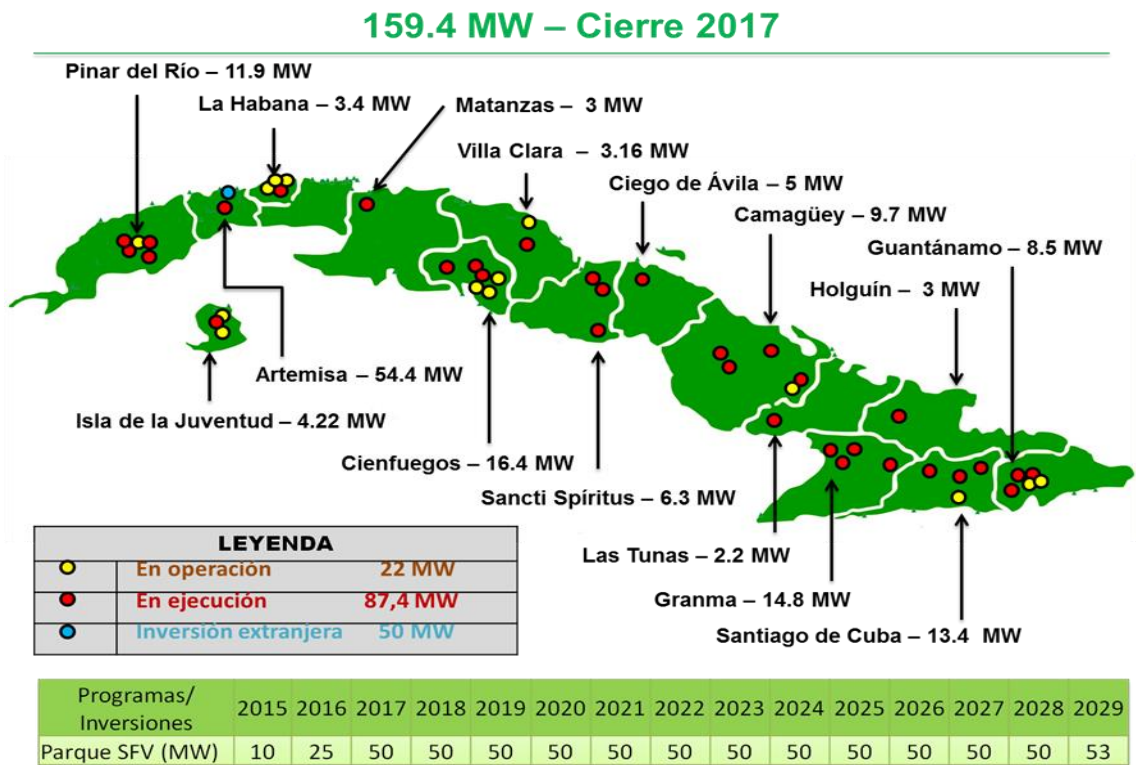 159.4 MW – Cierre 2017
Pinar del Río – 11.9 MW
La Habana – 3.4 MW
Matanzas – 3 MW
Villa Clara – 3.16 MW
Ciego de Ávila – 5 MW
Camagüey – 9.7 MW
Guantánamo – 8.5 MW
Holguín – 3 MW
Artemisa – 54.4 MW
Isla de la Juventud – 4.22 MW
Cienfuegos – 16.4 MW
Sancti Spíritus – 6.3 MW
Las Tunas – 2.2 MW
Granma – 14.8 MW
Santiago de Cuba – 13.4 MW
LEYENDA
En operación 22 MW
En ejecución 87,4 MW
Inversión extranjera 50 MW
Programas/
Inversiones 2015 2016 2017 2018 2019 2020 2021 2022 2023 2024 2025 2026 2027 2028 2029
Parque SFV (MW) 10 25 50 50 50 50 50 50 50 50 50 50 50 50 53